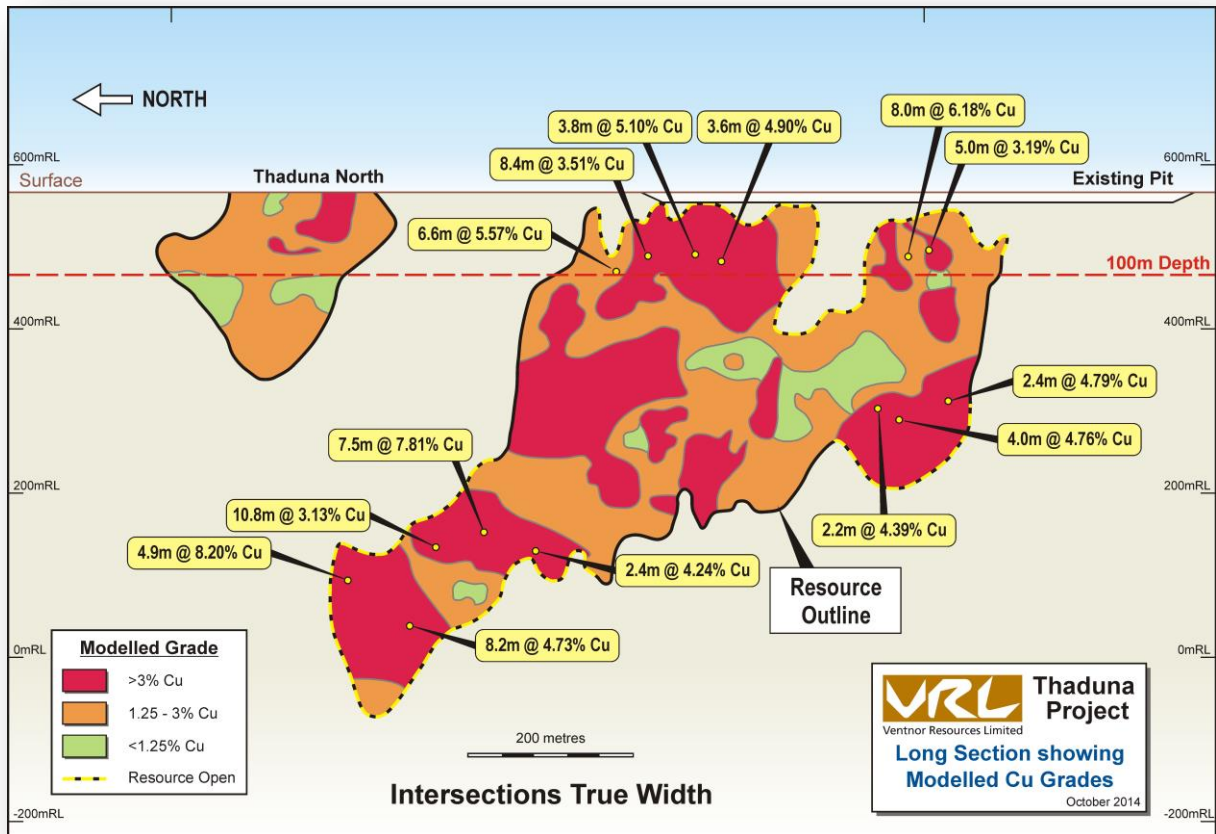 NORTH
8.0m @ 6.18% Cu
3.8m @ 5.10% Cu
3.6m @ 4.90% Cu
5.0m @ 3.19% Cu
8.4m @ 3.51% Cu
600mRL
600mRL
Surface
Thaduna North
Existing Pit
6.6m @ 5.57% Cu
100m Depth
400mRL
400mRL
2.4m @ 4.79% Cu
4.0m @ 4.76% Cu
7.5m @ 7.81% Cu
200mRL
200mRL
10.8m @ 3.13% Cu
2.2m @ 4.39% Cu
4.9m @ 8.20% Cu
2.4m @ 4.24% Cu
Resource
Outline
8.2m @ 4.73% Cu
0mRL
0mRL
Modelled Grade
>3% Cu
1.25 - 3% Cu
<1.25% Cu
Resource Open
200 metres
Intersections True Width
VRL
Ventnor Resources Limited
Thaduna
Project
Long Section showing
Modelled Cu Grades
October 2014
-200mRL
-200mRL